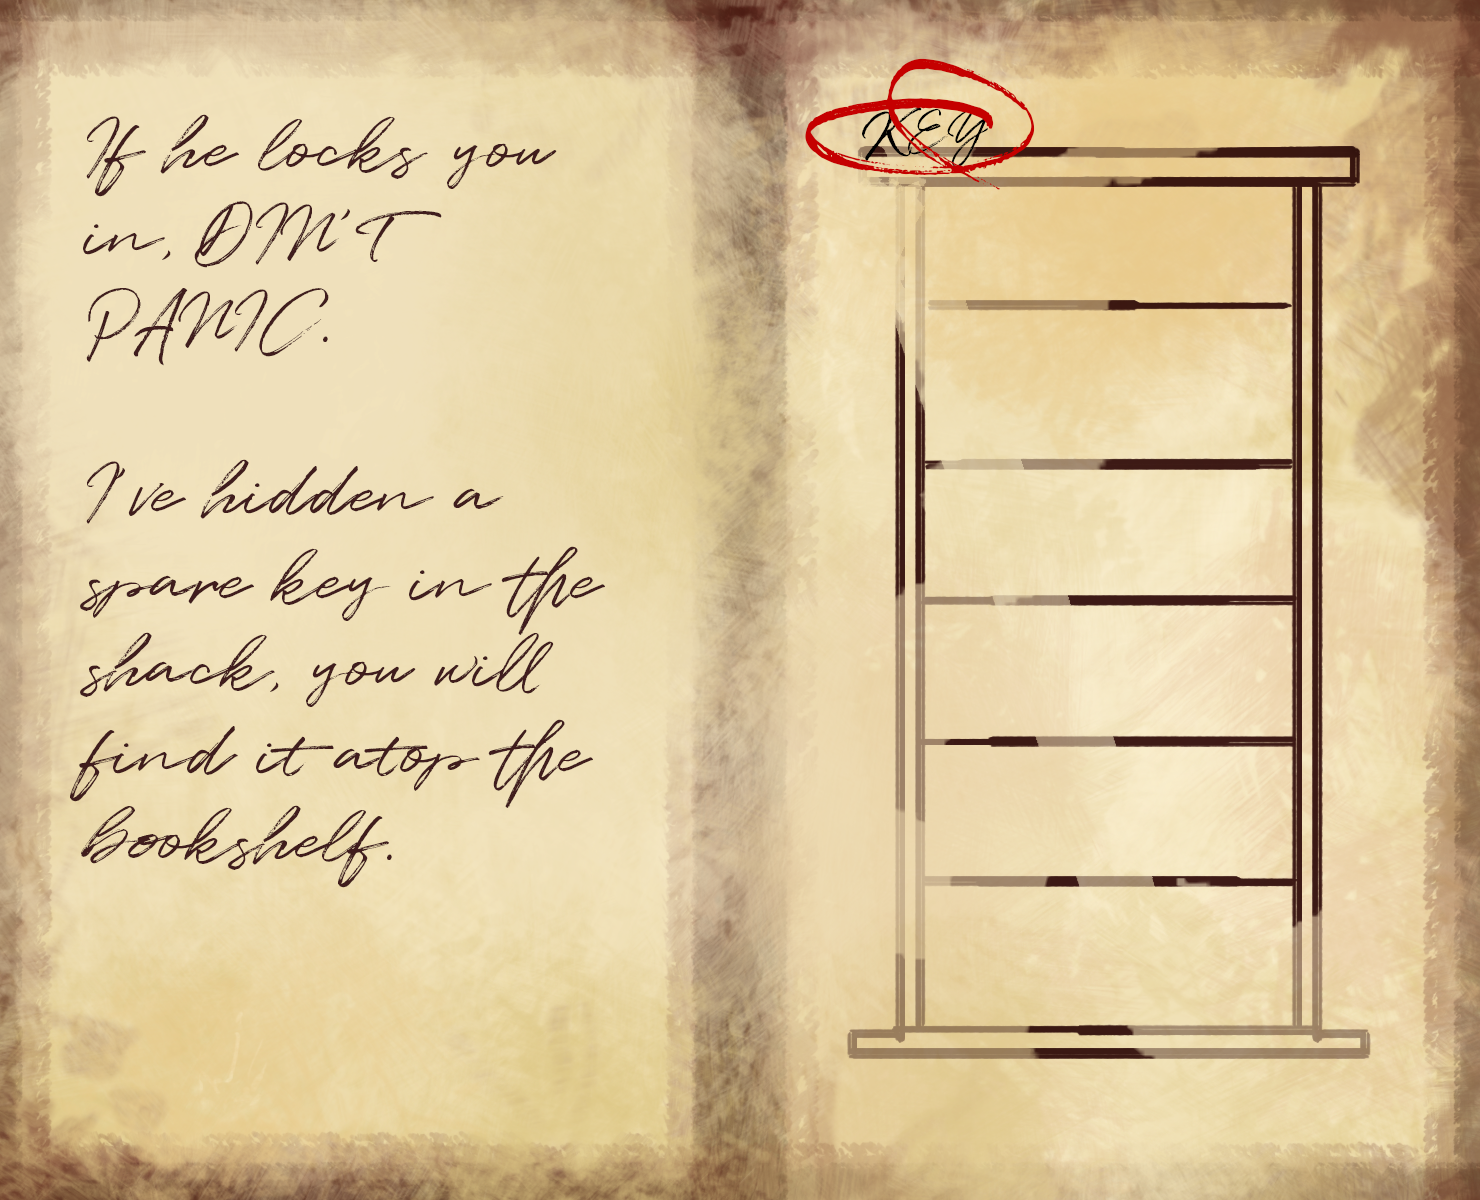 If he locks you
in, DIN'T
PANIC.
I've hidden a
spare key in the
shack, you will
find it atop the
bookshelf.
KEY